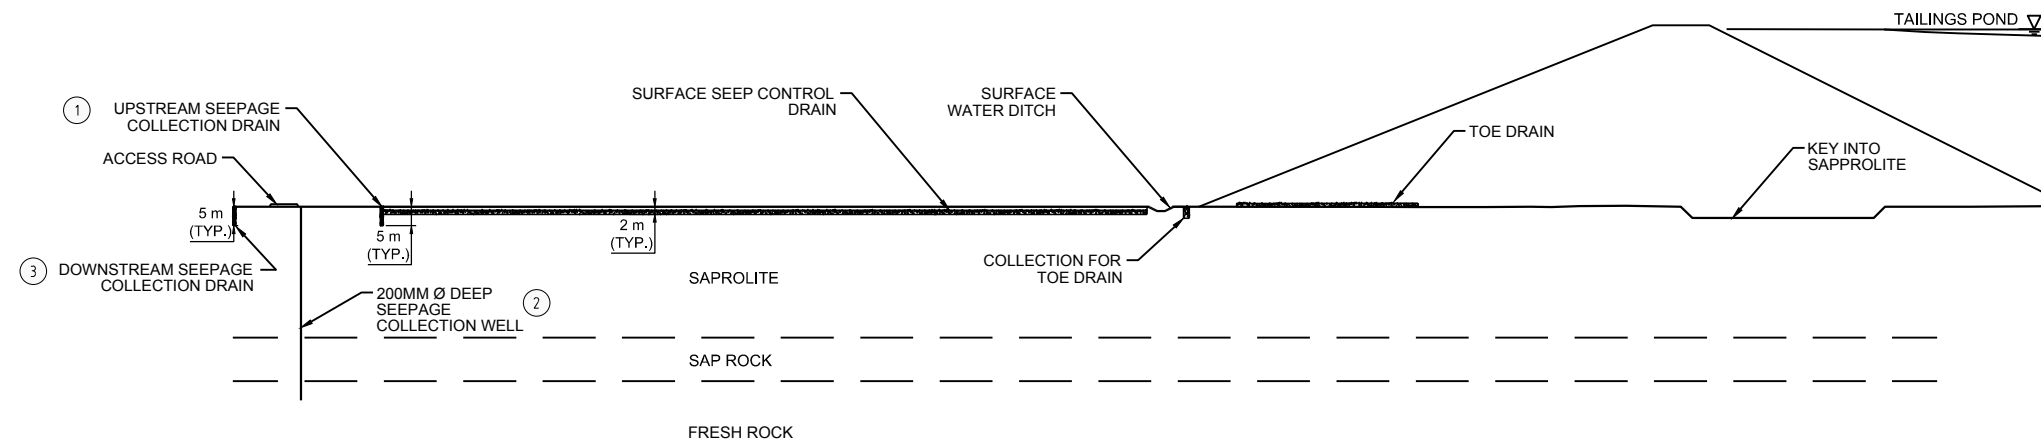 TAILINGS POND
1
UPSTREAM SEEPAGE
COLLECTION DRAIN
SURFACE SEEP CONTROL
DRAIN
SURFACE
WATER DITCH
TOE DRAIN
ACCESS ROAD
KEY INTO
SAPPROLITE
5 m
(TYP.)
5 m
(TYP.)
2 m
(TYP.)
3
DOWNSTREAM SEEPAGE
COLLECTION DRAIN
COLLECTION FOR
TOE DRAIN
SAPROLITE
200MM Ø DEEP
SEEPAGE
COLLECTION WELL
2
SAP ROCK
FRESH ROCK